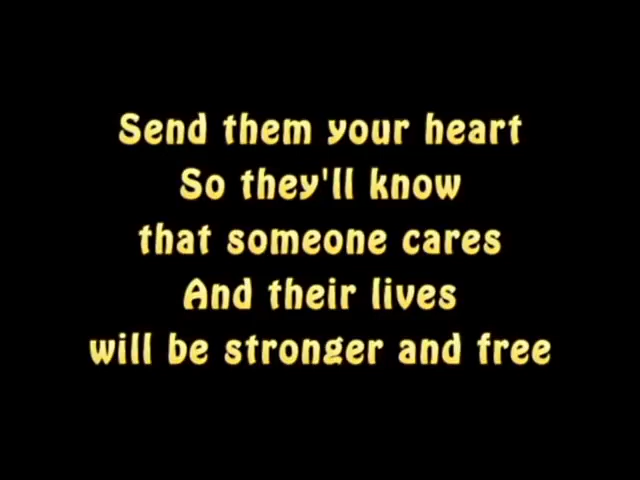 Send them your heart
So they'll know
that someone cares
And their lives
will be stronger and free